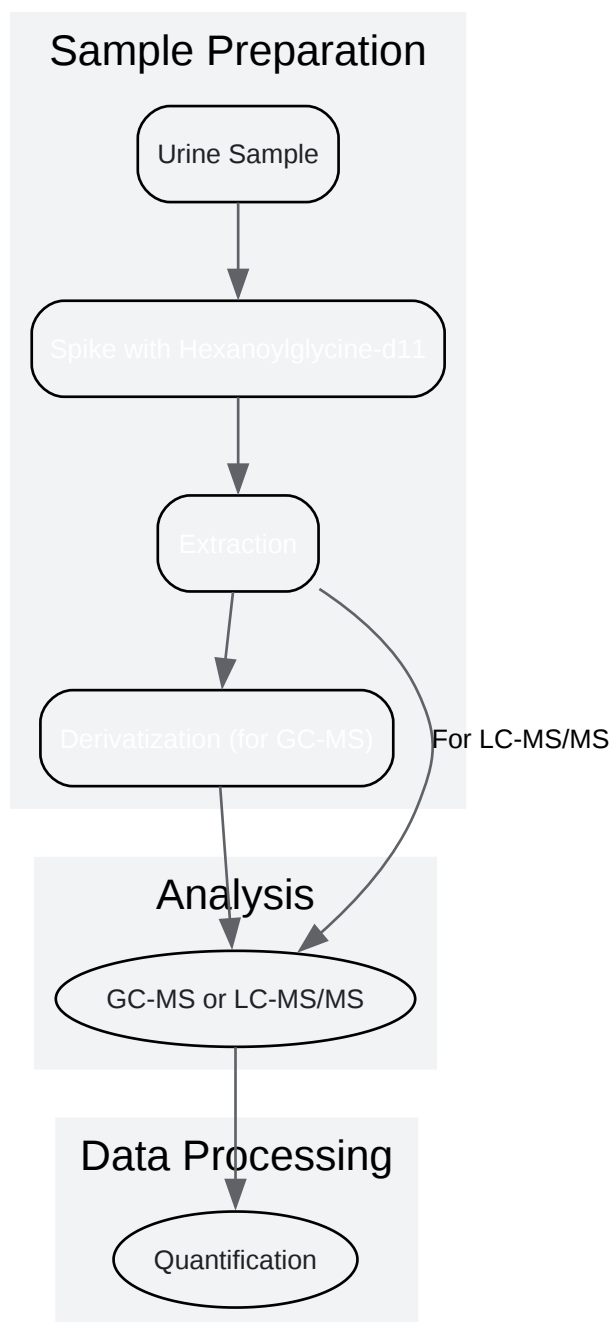 Sample Preparation
Urine Sample
Spike with Hexanoylglycine-d11
Extraction
Derivatization (for GC-MS)
For LC-MS/MS
Analysis
GC-MS or LC-MS/MS
Data Processing
Quantification